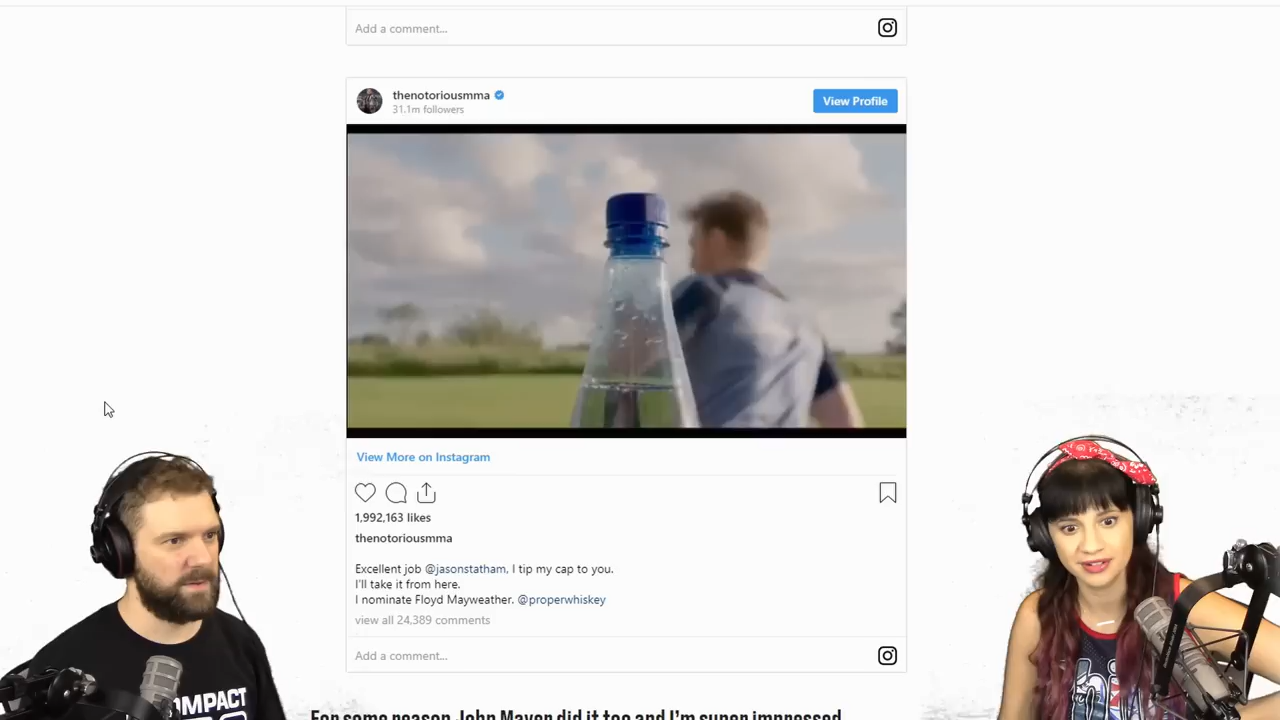 Add a comment...
thenotoriousmma
31.1m followers
View Profile
View More on Instagram
1,992,163 likes
thenotoriousmma
Excellent job @jasonstatham, I tip my cap to you.
I'll take it from here.
I nominate Floyd Mayweather. @properwhiskey
view all 24,389 comments
Add a comment...
For some reason John Mayer did it too and I'm super impressed